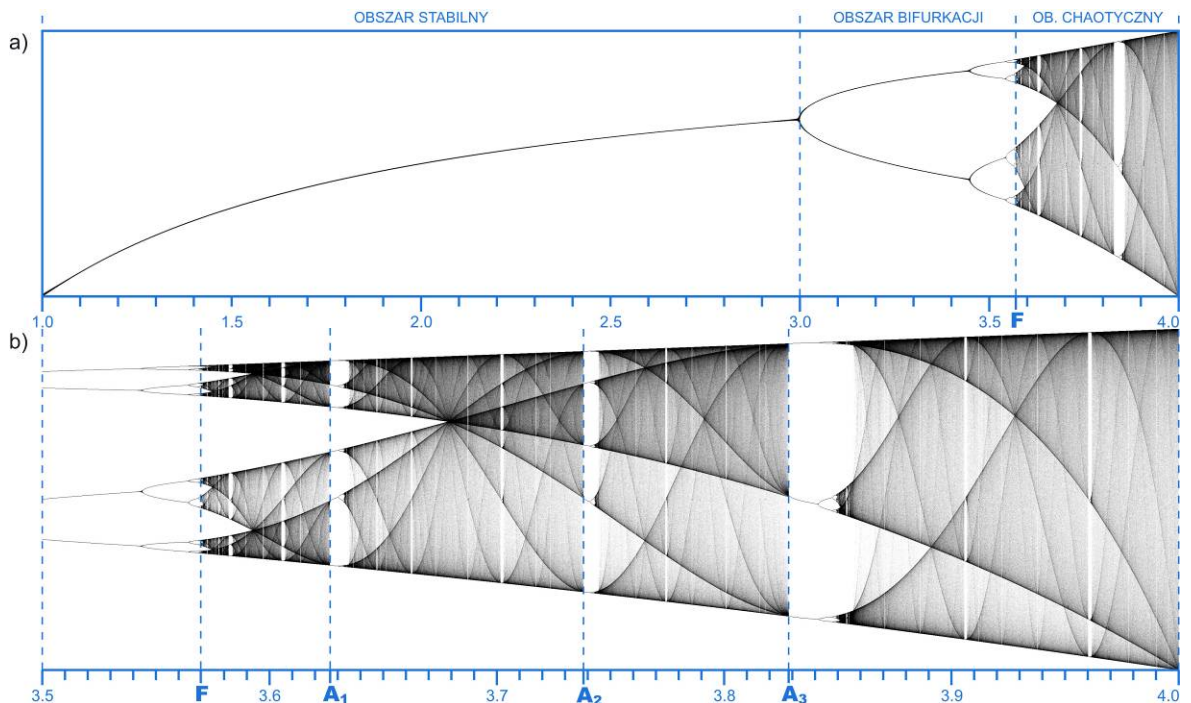 OBSZAR STABILNY OBSZAR BIFURKACJI OB. CHAOTYCZNY
a)
1.0 1.5 2.0 2.5 3.0 3.5 F 4.0
b)
3.5 F 3.6 A₁ 3.7 A₂ 3.8 A₃ 3.9 4.0